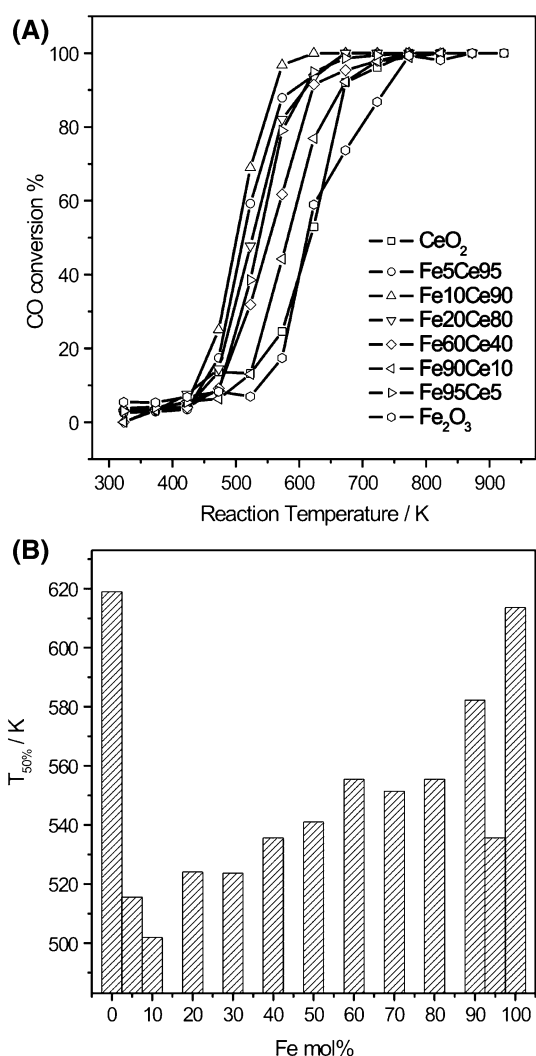 (A)
100
80
60
40
20
0
CO conversion %
CeO₂
Fe5Ce95
Fe10Ce90
Fe20Ce80
Fe60Ce40
Fe90Ce10
Fe95Ce5
Fe₂O₃
300 400 500 600 700 800 900
Reaction Temperature / K
(B)
620
600
580
560
540
520
500
T₅₀% / K
0 10 20 30 40 50 60 70 80 90 100
Fe mol%